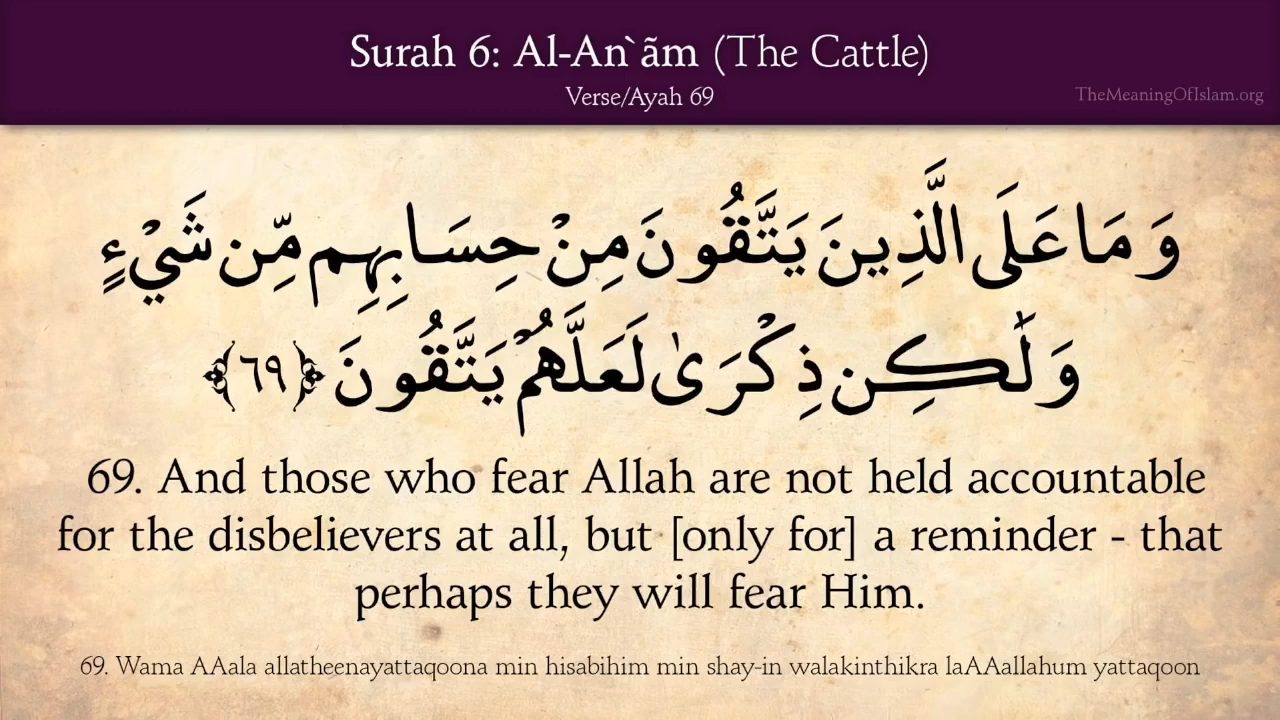 Surah 6: Al-An`ãm (The Cattle)
Verse/Ayah 69
TheMeaningOfIslam.org
وَمَا عَلَى الَّذِينَ يَتَّقُونَ مِنْ حِسَابِهِم مِّن شَيْءٍ
وَلَٰكِن ذِكْرَىٰ لَعَلَّهُمْ يَتَّقُونَ ﴿٦٩﴾
69. And those who fear Allah are not held accountable
for the disbelievers at all, but [only for] a reminder - that
perhaps they will fear Him.
69. Wama AAala allatheenayattaqoona min hisabihim min shay-in walakinthikra laAAallahum yattaqoon